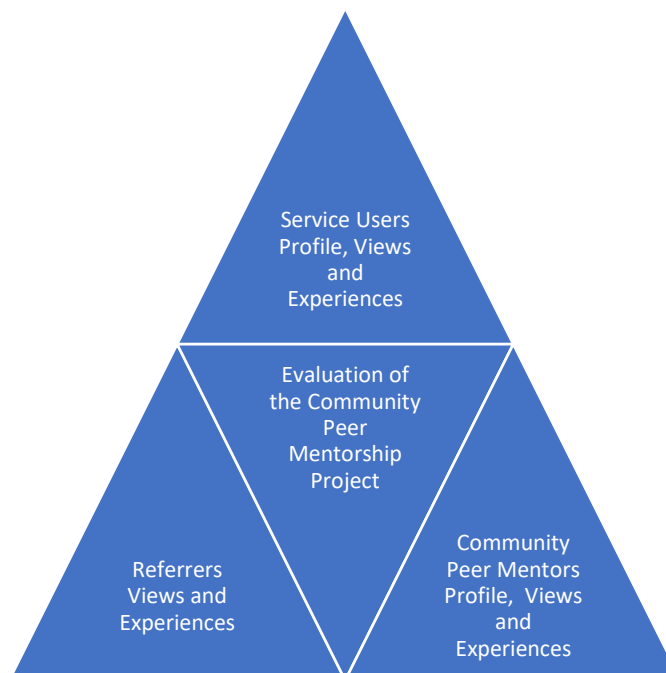 Service Users
Profile, Views
and
Experiences
Evaluation of
the Community
Peer
Mentorship
Project
Referrers
Views and
Experiences
Community
Peer Mentors
Profile,  Views
and
Experiences